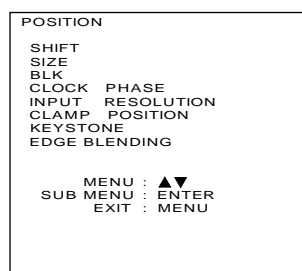 POSITION
SHIFT
SIZE
BLK
CLOCK PHASE
INPUT RESOLUTION
CLAMP POSITION
KEYSTONE
EDGE BLENDING
MENU : ▲▼
SUB MENU : ENTER
EXIT : MENU